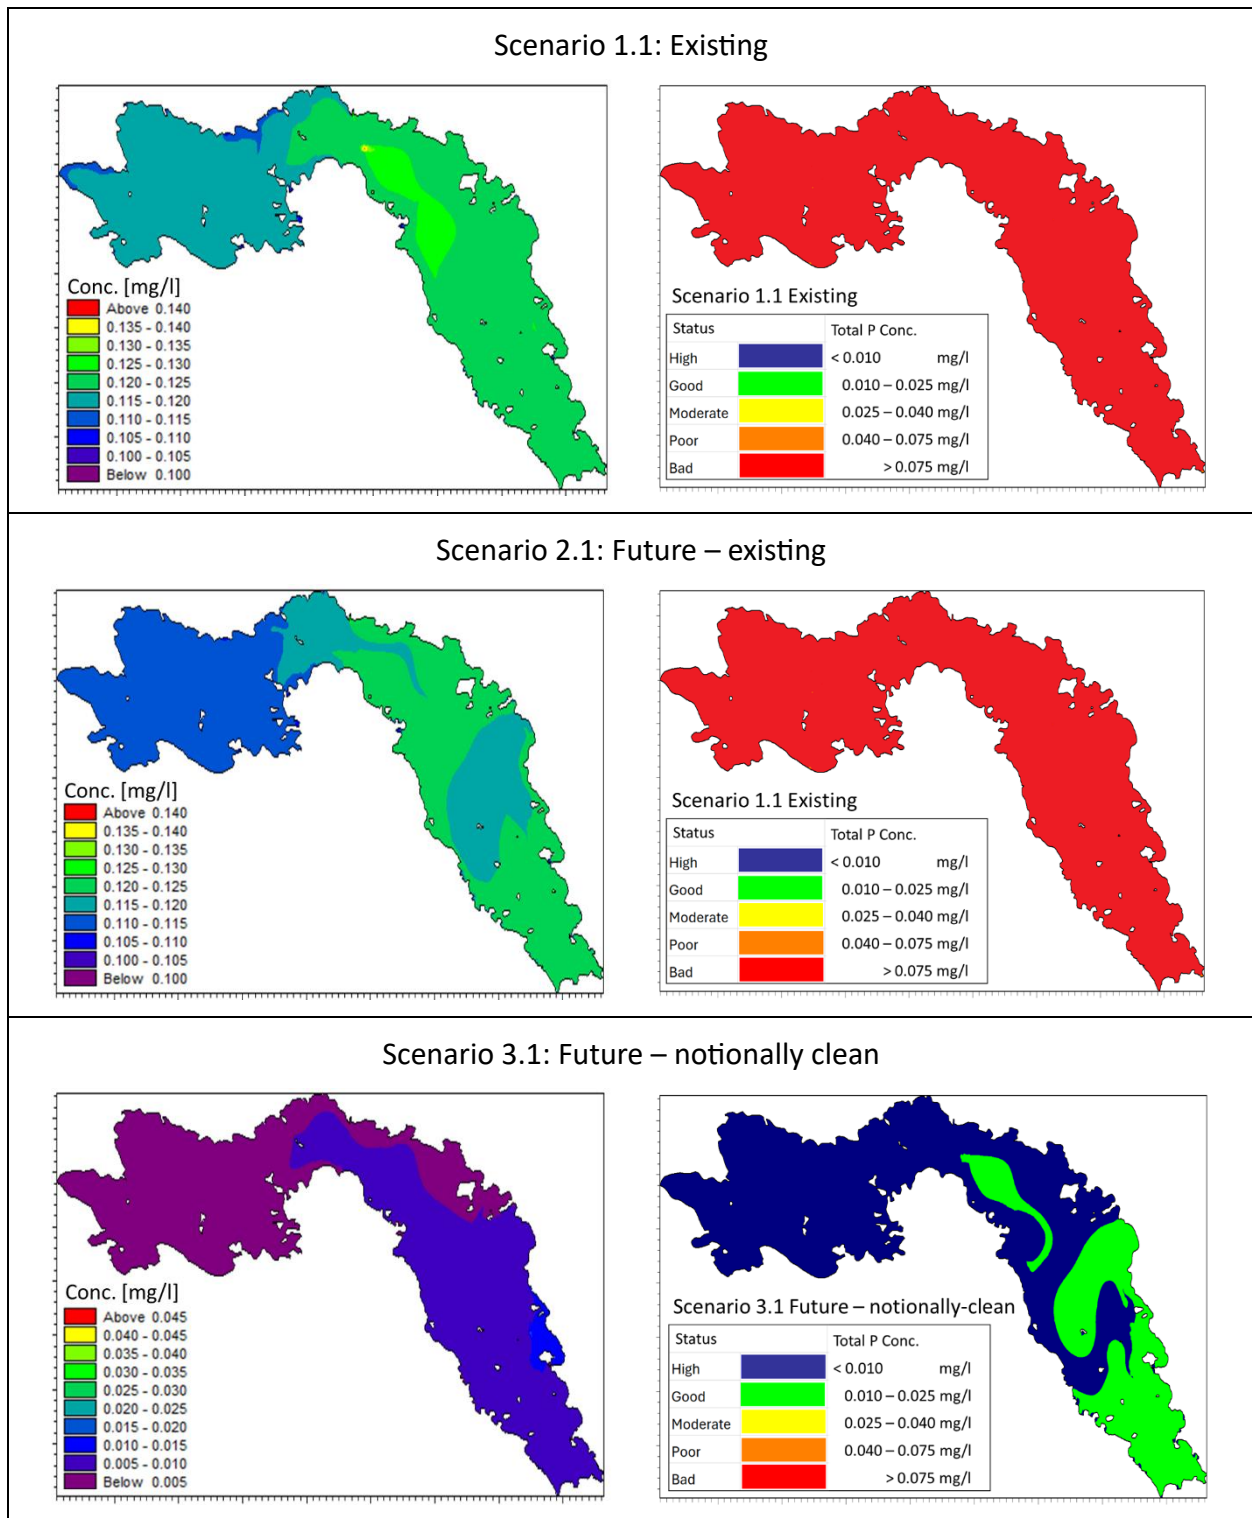 Scenario 1.1: Existing
Conc. [mg/l]
Above 0.140
0.135 - 0.140
0.130 - 0.135
0.125 - 0.130
0.120 - 0.125
0.115 - 0.120
0.110 - 0.115
0.105 - 0.110
0.100 - 0.105
Below 0.100
Scenario 1.1 Existing
Status Total P Conc.
High < 0.010 mg/l
Good 0.010 – 0.025 mg/l
Moderate 0.025 – 0.040 mg/l
Poor 0.040 – 0.075 mg/l
Bad > 0.075 mg/l
Scenario 2.1: Future – existing
Conc. [mg/l]
Above 0.140
0.135 - 0.140
0.130 - 0.135
0.125 - 0.130
0.120 - 0.125
0.115 - 0.120
0.110 - 0.115
0.105 - 0.110
0.100 - 0.105
Below 0.100
Scenario 1.1 Existing
Status Total P Conc.
High < 0.010 mg/l
Good 0.010 – 0.025 mg/l
Moderate 0.025 – 0.040 mg/l
Poor 0.040 – 0.075 mg/l
Bad > 0.075 mg/l
Scenario 3.1: Future – notionally clean
Conc. [mg/l]
Above 0.045
0.040 - 0.045
0.035 - 0.040
0.030 - 0.035
0.025 - 0.030
0.020 - 0.025
0.015 - 0.020
0.010 - 0.015
0.005 - 0.010
Below 0.005
Scenario 3.1 Future – notionally-clean
Status Total P Conc.
High < 0.010 mg/l
Good 0.010 – 0.025 mg/l
Moderate 0.025 – 0.040 mg/l
Poor 0.040 – 0.075 mg/l
Bad > 0.075 mg/l